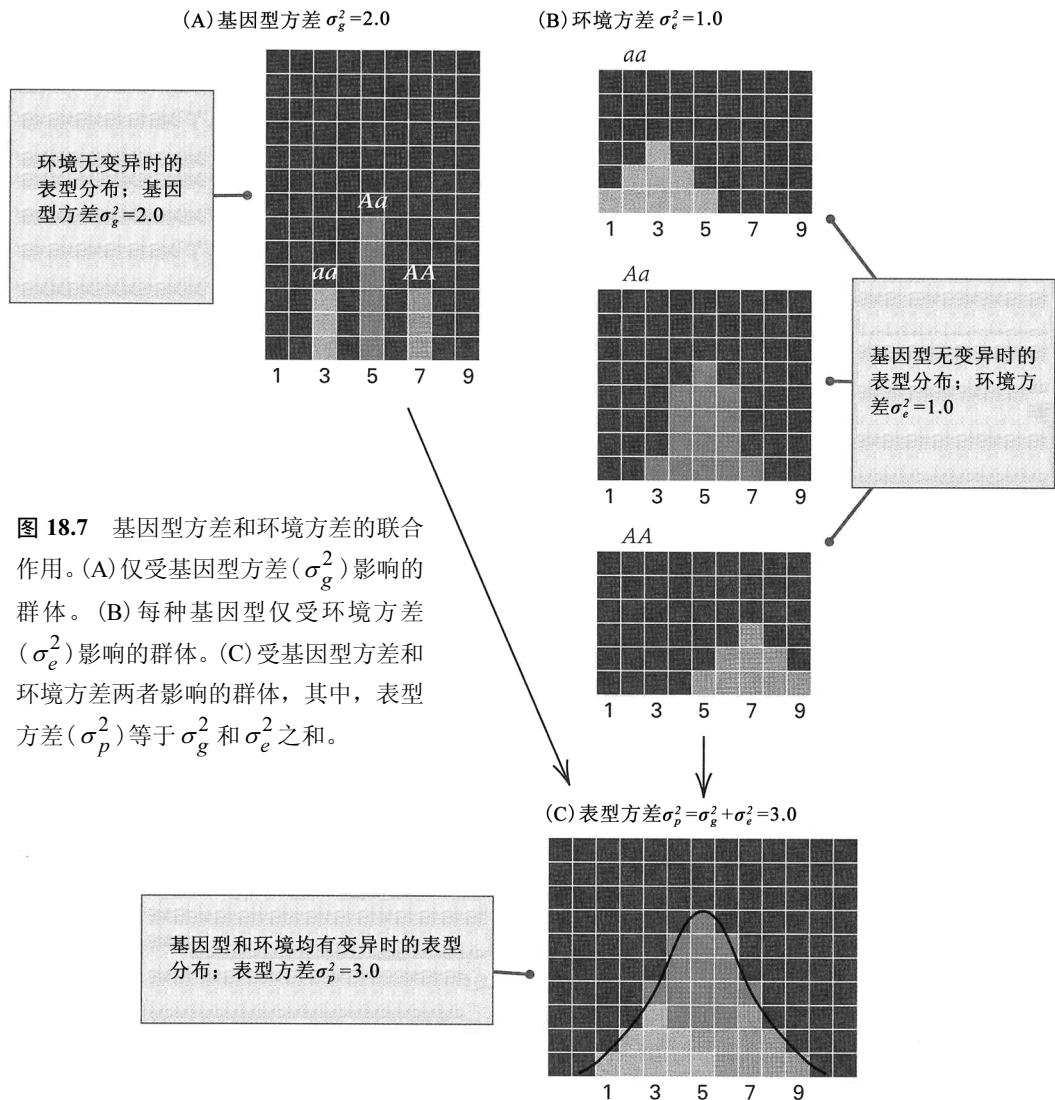 (A)基因型方差 σ²g=2.0
环境无变异时的
表型分布；基因
型方差σ²g=2.0
Aa
aa AA
1 3 5 7 9
(B)环境方差 σ²e=1.0
aa
1 3 5 7 9
Aa
1 3 5 7 9
AA
1 3 5 7 9
基因型无变异时的
表型分布；环境方
差σ²e=1.0
图 18.7 基因型方差和环境方差的联合
作用。(A)仅受基因型方差(σ²g)影响的
群体。(B)每种基因型仅受环境方差
(σ²e)影响的群体。(C)受基因型方差和
环境方差两者影响的群体，其中，表型
方差(σ²p)等于σ²g 和σ²e 之和。
(C)表型方差σ²p=σ²g+σ²e=3.0
基因型和环境均有变异时的表型
分布；表型方差σ²p=3.0
1 3 5 7 9